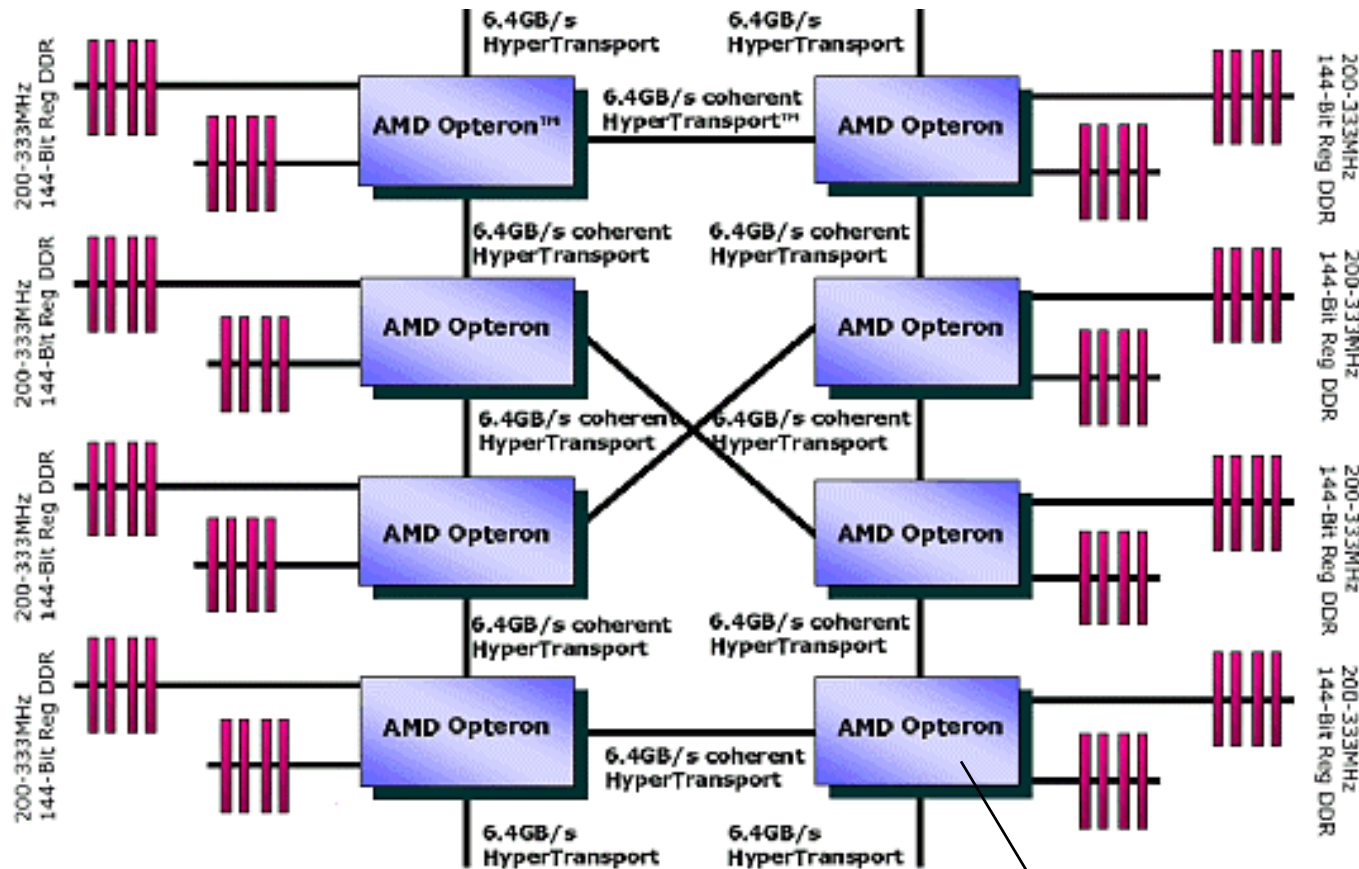 6.4GB/s
HyperTransport
6.4GB/s
HyperTransport
200-333MHz
144-Bit Reg DDR
AMD Opteron™
6.4GB/s coherent
HyperTransport™
AMD Opteron
200-333MHz
144-Bit Reg DDR
6.4GB/s coherent
HyperTransport
6.4GB/s coherent
HyperTransport
200-333MHz
144-Bit Reg DDR
AMD Opteron
AMD Opteron
200-333MHz
144-Bit Reg DDR
6.4GB/s coherent
HyperTransport
6.4GB/s coherent
HyperTransport
200-333MHz
144-Bit Reg DDR
AMD Opteron
AMD Opteron
200-333MHz
144-Bit Reg DDR
6.4GB/s coherent
HyperTransport
6.4GB/s coherent
HyperTransport
200-333MHz
144-Bit Reg DDR
AMD Opteron
6.4GB/s coherent
HyperTransport
AMD Opteron
200-333MHz
144-Bit Reg DDR
6.4GB/s
HyperTransport
6.4GB/s
HyperTransport